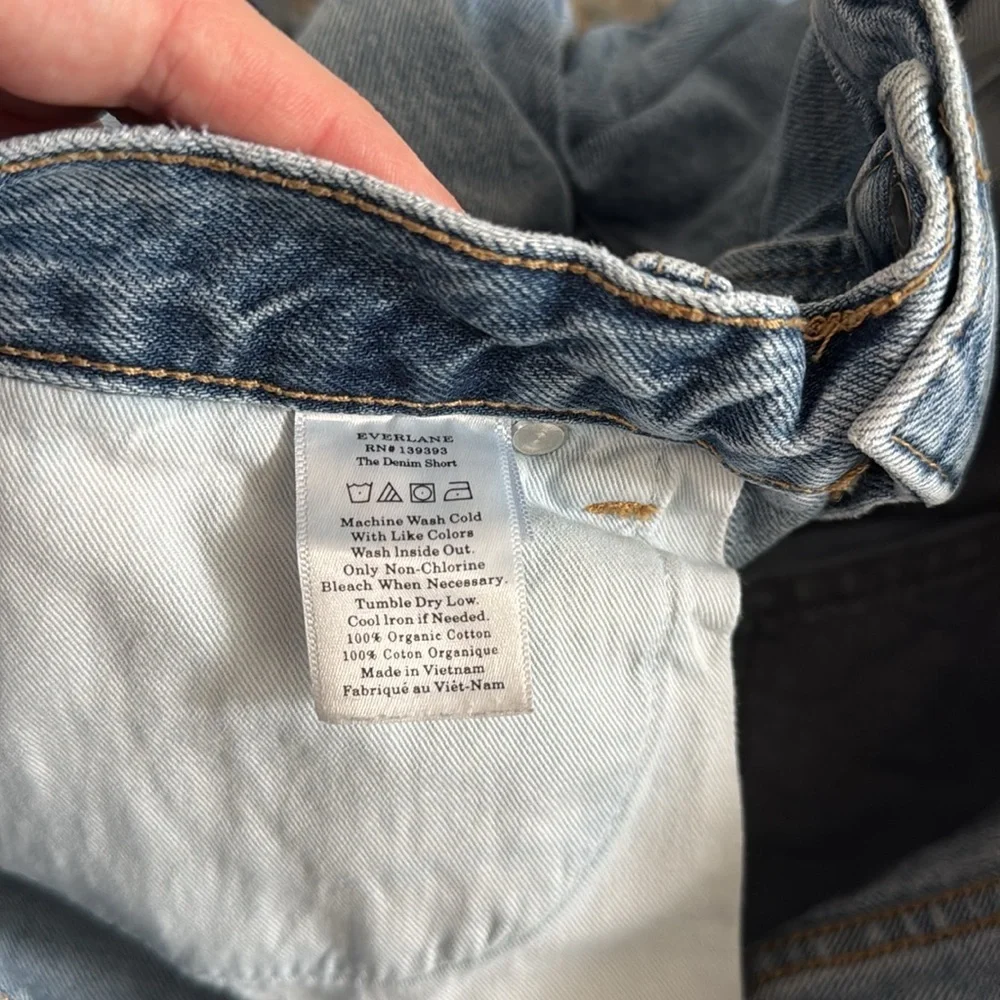 EVERLANE
RN# 139393
The Denim Short
Machine Wash Cold
With Like Colors
Wash Inside Out.
Only Non-Chlorine
Bleach When Necessary.
Tumble Dry Low.
Cool Iron if Needed.
100% Organic Cotton
100% Coton Organique
Made in Vietnam
Fabriqué au Viêt-Nam